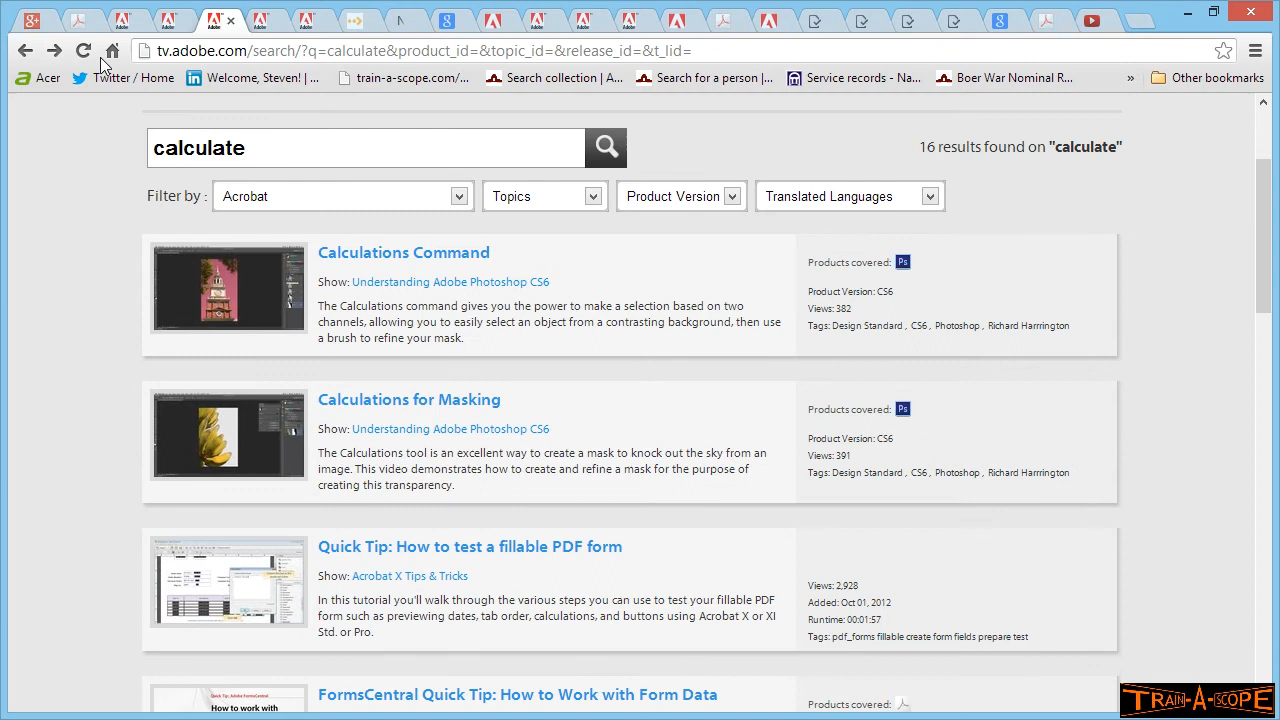 tv.adobe.com/search/?q=calculate&product_id=&topic_id=&release_id=&t_lid=
Acer
Twitter / Home
Welcome, Steven! |...
train-a-scope.com/...
Search collection | A...
Search for a person |...
Service records - Na...
Boer War Nominal R...
»
Other bookmarks
calculate
16 results found on "calculate"
Filter by :
Acrobat
Topics
Product Version
Translated Languages
Calculations Command
Show: Understanding Adobe Photoshop CS6
The Calculations command gives you the power to make a selection based on two
channels, allowing you to easily select an object from a contrasting background, then use
a brush to refine your mask.
Products covered: Ps
Product Version: CS6
Views: 382
Tags: Design Standard , CS6 , Photoshop , Richard Harrrington
Calculations for Masking
Show: Understanding Adobe Photoshop CS6
The Calculations tool is an excellent way to create a mask to knock out the sky from an
image. This video demonstrates how to create and refine a mask for the purpose of
creating this transparency.
Products covered: Ps
Product Version: CS6
Views: 391
Tags: Design Standard , CS6 , Photoshop , Richard Harrrington
Quick Tip: How to test a fillable PDF form
Show: Acrobat X Tips & Tricks
In this tutorial you'll walk through the various steps you can use to test your fillable PDF
form such as previewing dates, tab order, calculations, and buttons using Acrobat X or XI
Std. or Pro.
Views: 2,928
Added: Oct 01, 2012
Runtime: 00:01:57
Tags: pdf_forms fillable create form fields prepare test
Quick Tip: Adobe FormsCentral
How to work with
FormsCentral Quick Tip: How to Work with Form Data
Products covered:
TRAIN-A-SCOPE